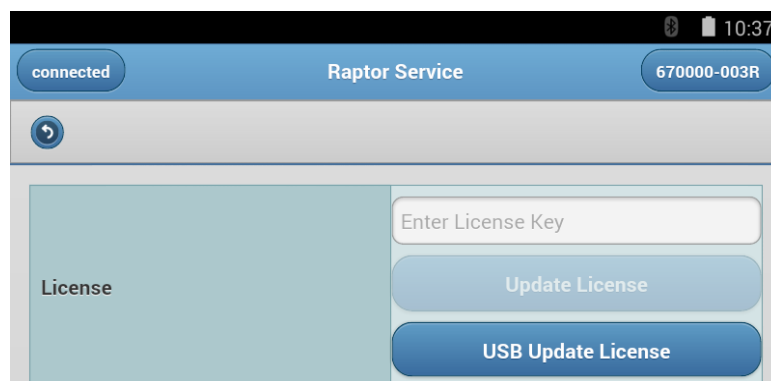 10:37
connected
Raptor Service
670000-003R
Enter License Key
License
Update License
USB Update License